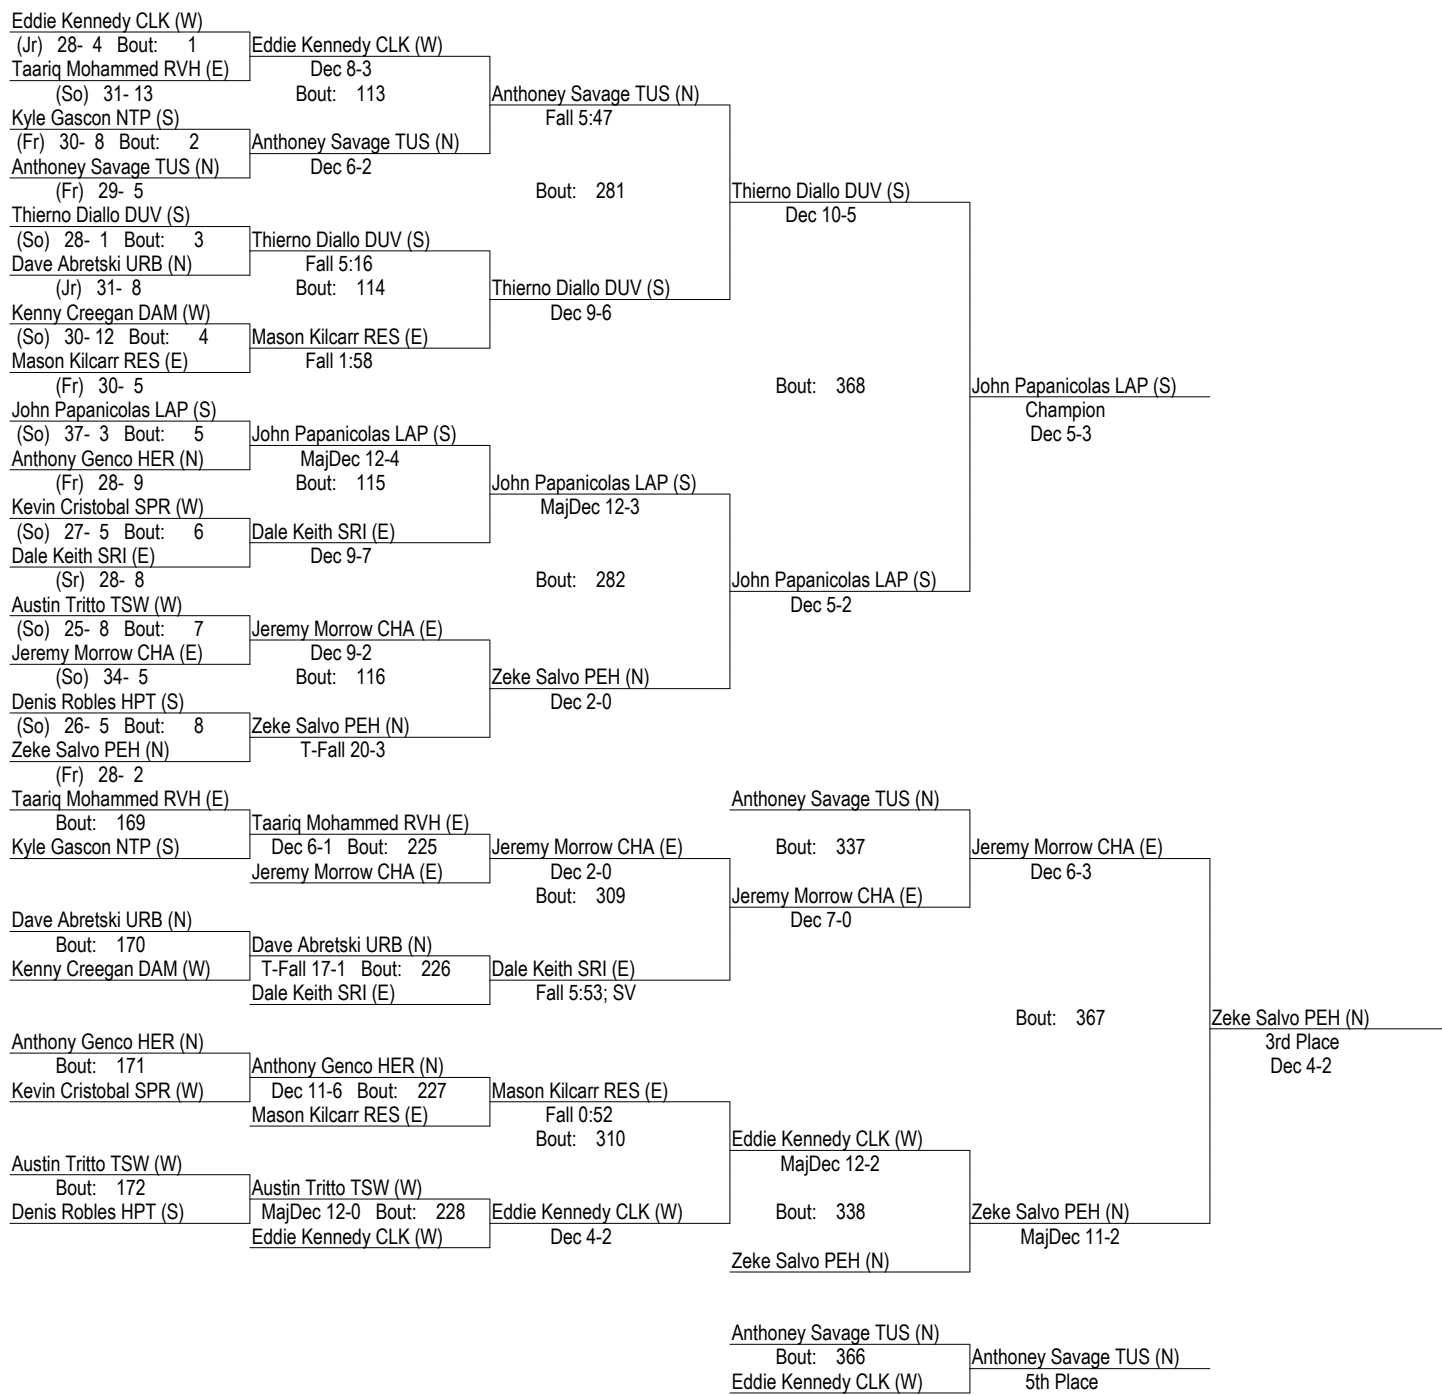 Eddie Kennedy CLK (W)
(Jr) 28- 4 Bout: 1 Eddie Kennedy CLK (W)
Taariq Mohammed RVH (E) Dec 8-3
(So) 31- 13 Bout: 113 Anthoney Savage TUS (N)
Kyle Gascon NTP (S) Fall 5:47
(Fr) 30- 8 Bout: 2 Anthoney Savage TUS (N)
Anthoney Savage TUS (N) Dec 6-2
(Fr) 29- 5 Bout: 281 Thierno Diallo DUV (S)
Thierno Diallo DUV (S) Dec 10-5
(So) 28- 1 Bout: 3 Thierno Diallo DUV (S)
Dave Abretski URB (N) Fall 5:16
(Jr) 31- 8 Bout: 114 Thierno Diallo DUV (S)
Kenny Creegan DAM (W) Dec 9-6
(So) 30- 12 Bout: 4 Mason Kilcarr RES (E)
Mason Kilcarr RES (E) Fall 1:58
(Fr) 30- 5 Bout: 368 John Papanicolas LAP (S)
John Papanicolas LAP (S) Champion
(So) 37- 3 Bout: 5 John Papanicolas LAP (S) Dec 5-3
Anthony Genco HER (N) MajDec 12-4
(Fr) 28- 9 Bout: 115 John Papanicolas LAP (S)
Kevin Cristobal SPR (W) MajDec 12-3
(So) 27- 5 Bout: 6 Dale Keith SRI (E)
Dale Keith SRI (E) Dec 9-7
(Sr) 28- 8 Bout: 282 John Papanicolas LAP (S)
Austin Tritto TSW (W) Dec 5-2
(So) 25- 8 Bout: 7 Jeremy Morrow CHA (E)
Jeremy Morrow CHA (E) Dec 9-2
(So) 34- 5 Bout: 116 Zeke Salvo PEH (N)
Denis Robles HPT (S) Dec 2-0
(So) 26- 5 Bout: 8 Zeke Salvo PEH (N)
Zeke Salvo PEH (N) T-Fall 20-3
(Fr) 28- 2
Taariq Mohammed RVH (E) Anthoney Savage TUS (N)
Bout: 169 Taariq Mohammed RVH (E)
Kyle Gascon NTP (S) Dec 6-1 Bout: 225 Jeremy Morrow CHA (E) Bout: 337 Jeremy Morrow CHA (E)
Jeremy Morrow CHA (E) Dec 2-0 Dec 6-3
Bout: 309 Jeremy Morrow CHA (E)
Dave Abretski URB (N) Dec 7-0
Bout: 170 Dave Abretski URB (N)
Kenny Creegan DAM (W) T-Fall 17-1 Bout: 226 Dale Keith SRI (E)
Dale Keith SRI (E) Fall 5:53; SV
Bout: 367 Zeke Salvo PEH (N)
Anthony Genco HER (N) 3rd Place
Bout: 171 Anthony Genco HER (N) Dec 4-2
Kevin Cristobal SPR (W) Dec 11-6 Bout: 227 Mason Kilcarr RES (E)
Mason Kilcarr RES (E) Fall 0:52
Bout: 310 Eddie Kennedy CLK (W)
Austin Tritto TSW (W) MajDec 12-2
Bout: 172 Austin Tritto TSW (W)
Denis Robles HPT (S) MajDec 12-0 Bout: 228 Eddie Kennedy CLK (W) Bout: 338 Zeke Salvo PEH (N)
Eddie Kennedy CLK (W) Dec 4-2 MajDec 11-2
Zeke Salvo PEH (N)
Anthoney Savage TUS (N)
Bout: 366 Anthoney Savage TUS (N)
Eddie Kennedy CLK (W) 5th Place